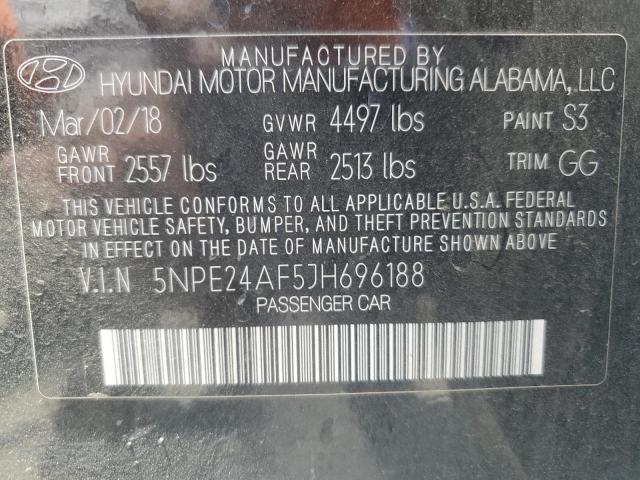 MANUFACTURED BY
HYUNDAI MOTOR MANUFACTURING ALABAMA, LLC
Mar/02/18 GVWR 4497 lbs PAINT S3
GAWR FRONT 2557 lbs GAWR REAR 2513 lbs TRIM GG
THIS VEHICLE CONFORMS TO ALL APPLICABLE U.S.A. FEDERAL
MOTOR VEHICLE SAFETY, BUMPER, AND THEFT PREVENTION STANDARDS
IN EFFECT ON THE DATE OF MANUFACTURE SHOWN ABOVE.
V.I.N 5NPE24AF5JH696188
PASSENGER CAR